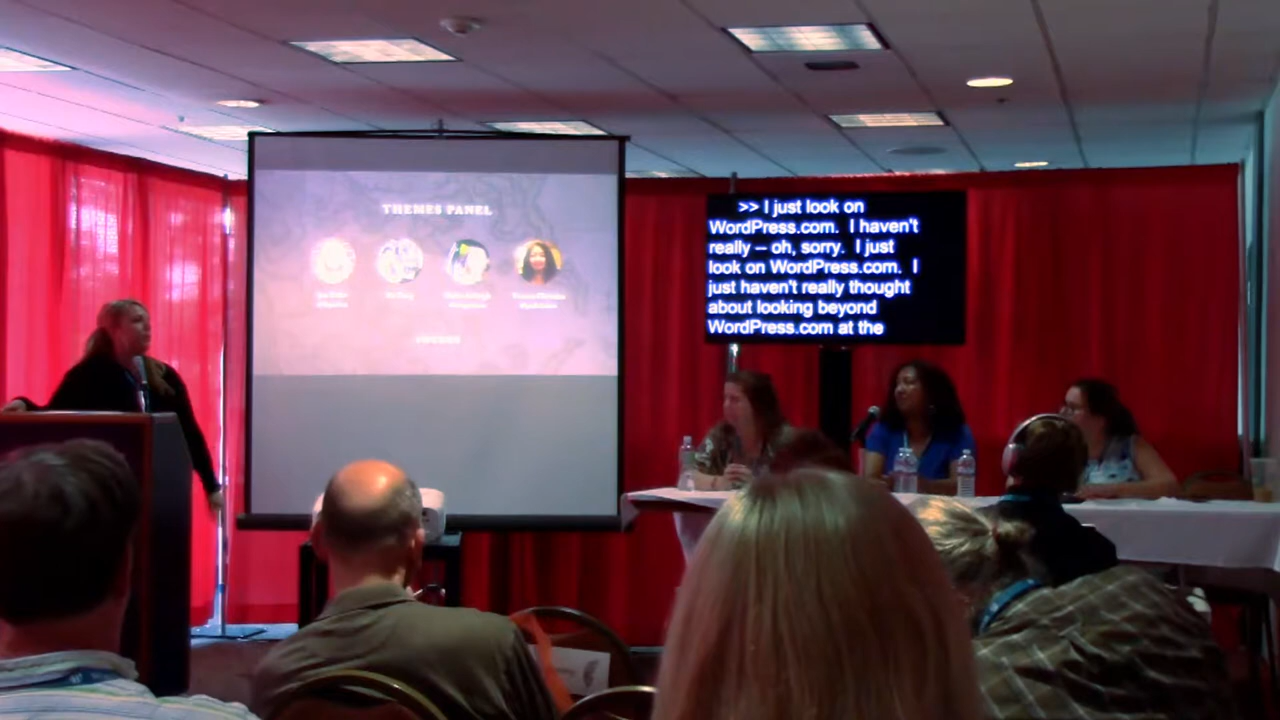 THEMES PANEL
>> I just look on
WordPress.com. I haven't
really – oh, sorry. I just
look on WordPress.com. I
just haven't really thought
about looking beyond
WordPress.com at the